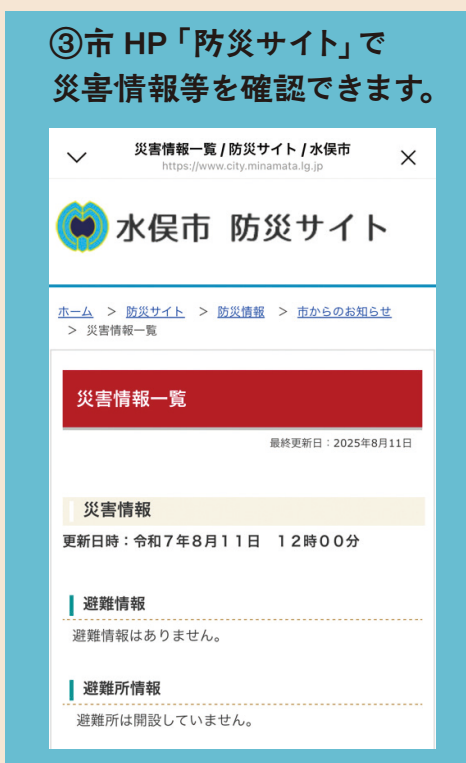 ③市 HP「防災サイト」で
災害情報等を確認できます。
災害情報一覧 / 防災サイト / 水俣市
https://www.city.minamata.lg.jp
水俣市 防災サイト
ホーム > 防災サイト > 防災情報 > 市からのお知らせ
> 災害情報一覧
災害情報一覧
最終更新日：2025年8月11日
災害情報
更新日時：令和７年８月１１日　１２時００分
避難情報
避難情報はありません。
避難所情報
避難所は開設していません。